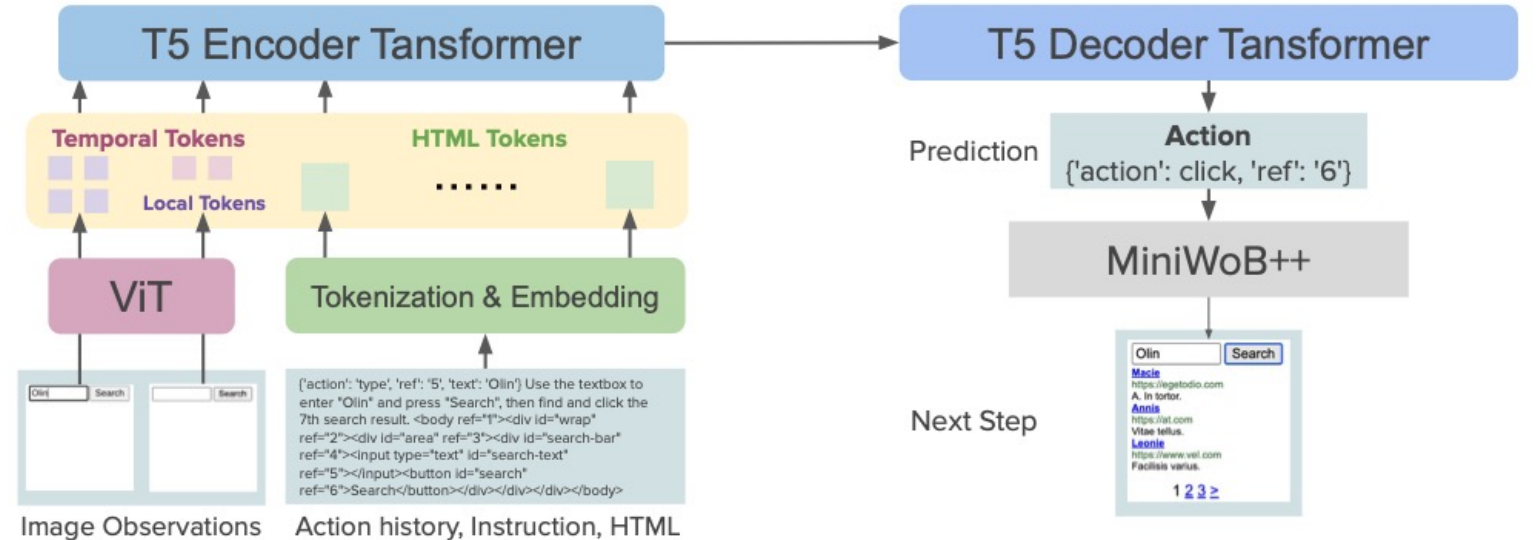 T5 Encoder Tansformer
T5 Decoder Tansformer
Temporal Tokens
HTML Tokens
......
Local Tokens
Prediction
Action
{'action': click, 'ref': '6'}
ViT
Tokenization & Embedding
MiniWoB++
Olin
Search
Search
{'action': 'type', 'ref': '5', 'text': 'Olin'} Use the textbox to
enter "Olin" and press "Search", then find and click the
7th search result. <body ref="1"><div id="wrap"
ref="2"><div id="area" ref="3"><div id="search-bar"
ref="4"><input type="text" id="search-text"
ref="5"></input><button id="search"
ref="6">Search</button></div></div></div></body>
Image Observations
Action history, Instruction, HTML
Next Step
Olin
Search
Macie
https://egetodio.com
A. In tortor.
Annis
https://at.com
Vitae tellus.
Leonie
https://www.vel.com
Facilisis varius.
1 2 3 >